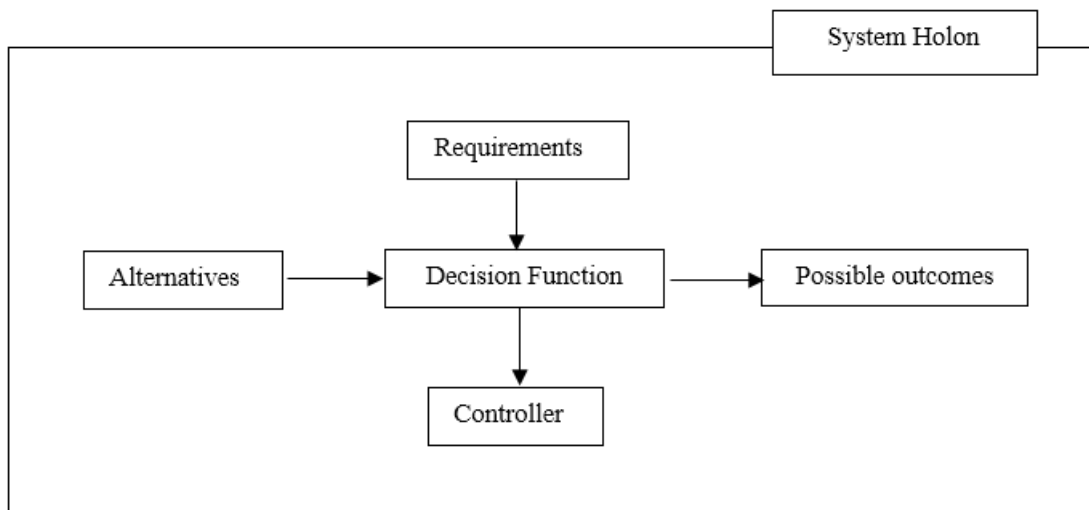 System Holon
Requirements
Alternatives
Decision Function
Possible outcomes
Controller